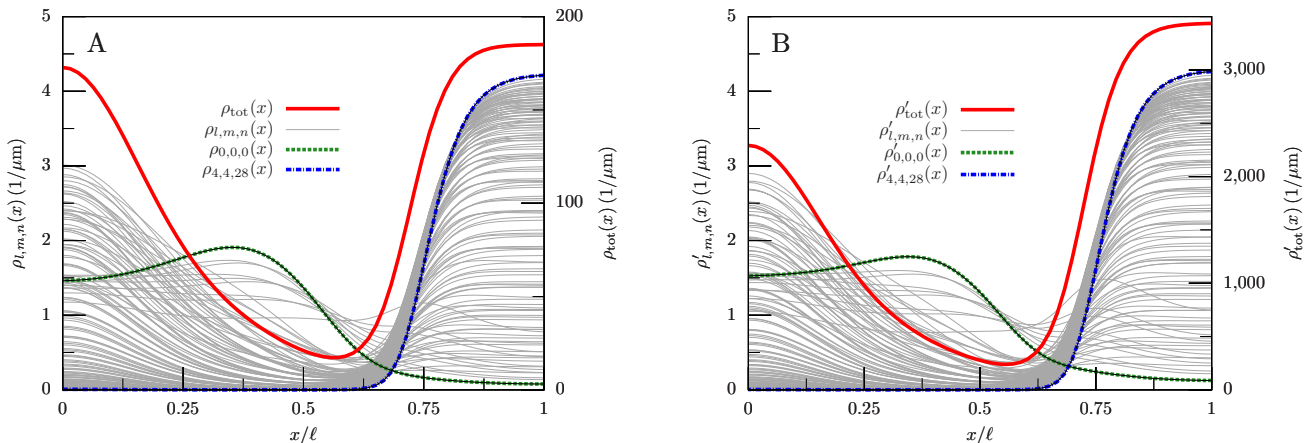 A
ρtot(x)
ρl,m,n(x)
ρ0,0,0(x)
ρ4,4,28(x)
5
4
3
2
1
0
200
100
0
0 0.25 0.5 0.75 1
x/ℓ
ρl,m,n(x) (1/μm)
ρtot(x) (1/μm)
B
ρ′tot(x)
ρ′l,m,n(x)
ρ′0,0,0(x)
ρ′4,4,28(x)
5
4
3
2
1
0
3,000
2,000
1,000
0
0 0.25 0.5 0.75 1
x/ℓ
ρ′l,m,n(x) (1/μm)
ρ′tot(x) (1/μm)